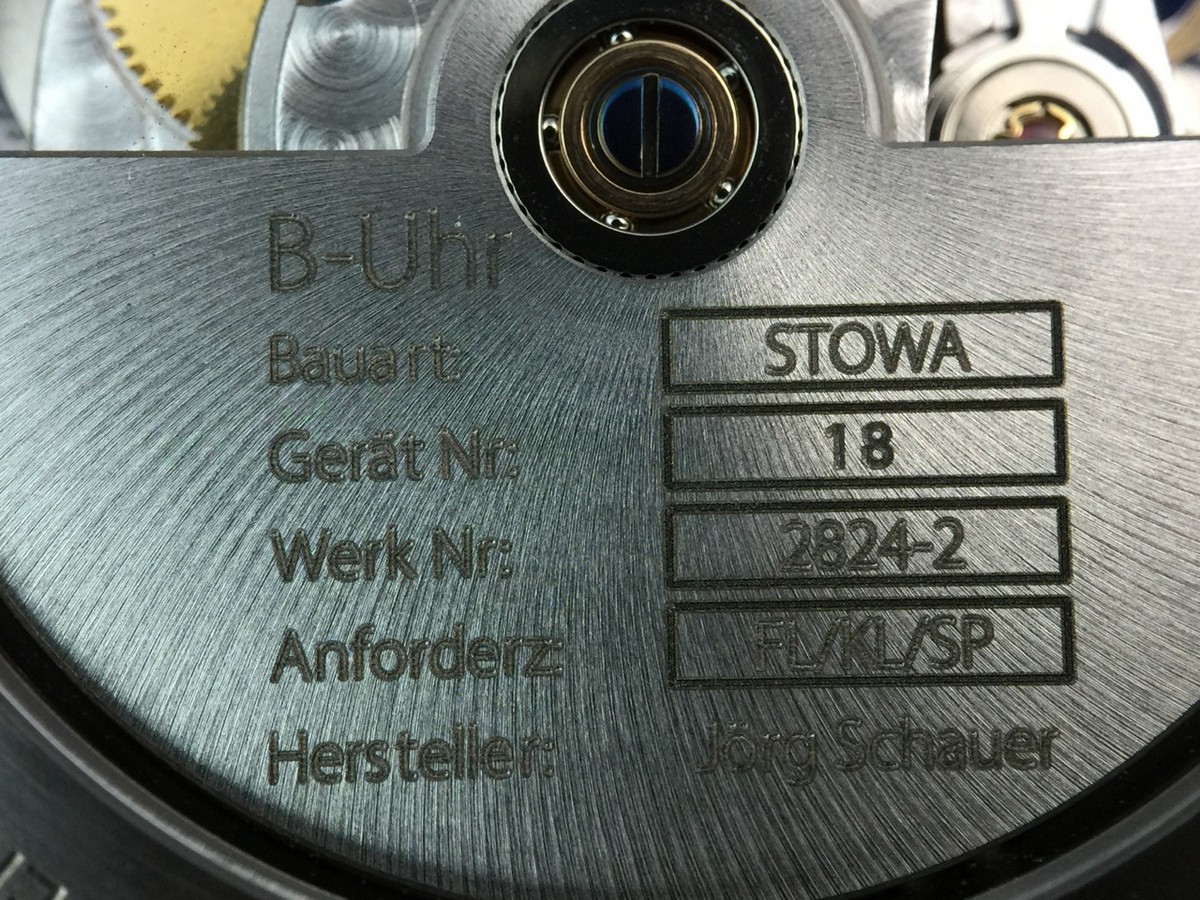 B-Uhr
Bauart: STOWA
Gerät Nr: 18
Werk Nr: 2824-2
Anforderz: FL/KL/SP
Hersteller: Jörg Schauer